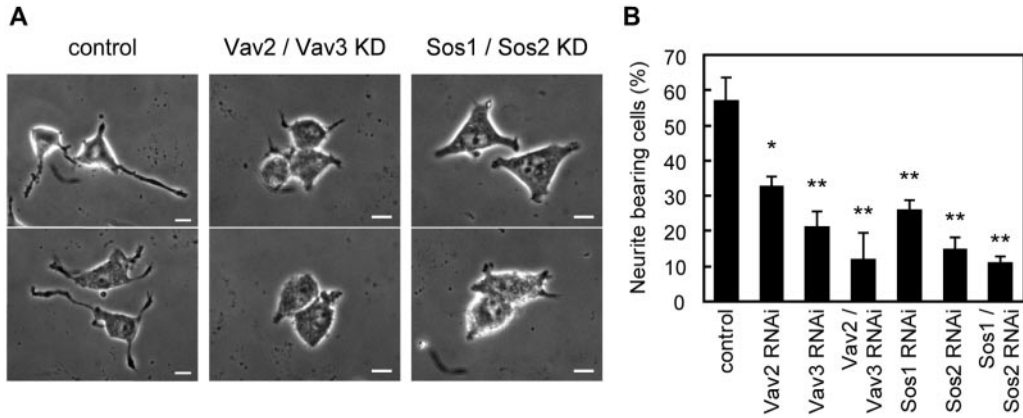 A
control
Vav2 / Vav3 KD
Sos1 / Sos2 KD
B
Neurite bearing cells (%)
70
60
50
40
30
20
10
0
*
**
**
**
**
**
control
Vav2 RNAi
Vav3 RNAi
Vav2 /
Vav3 RNAi
Sos1 RNAi
Sos2 RNAi
Sos1 /
Sos2 RNAi